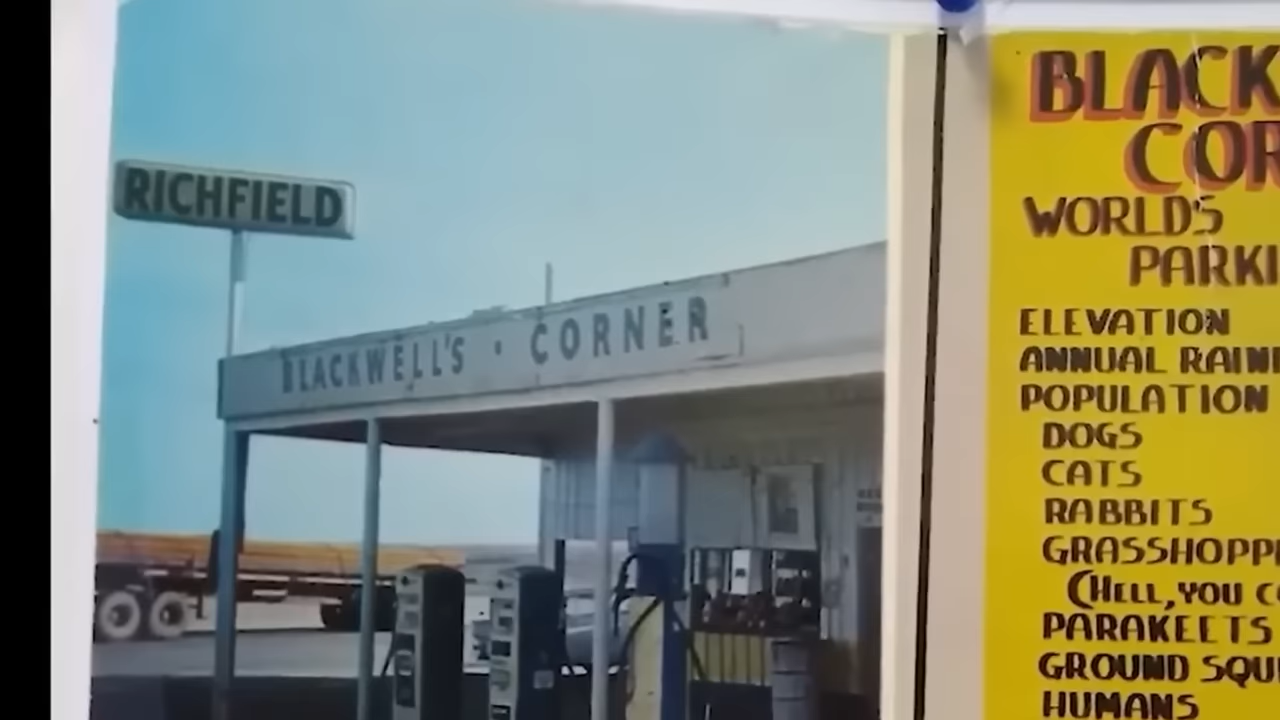 RICHFIELD
BLACKWELL'S · CORNER
BLACK
COR
WORLD'S
PARKI
ELEVATION
ANNUAL RAIN
POPULATION
DOGS
CATS
RABBITS
GRASSHOPP
(HELL, YOU C
PARAKEETS
GROUND SQU
HUMANS